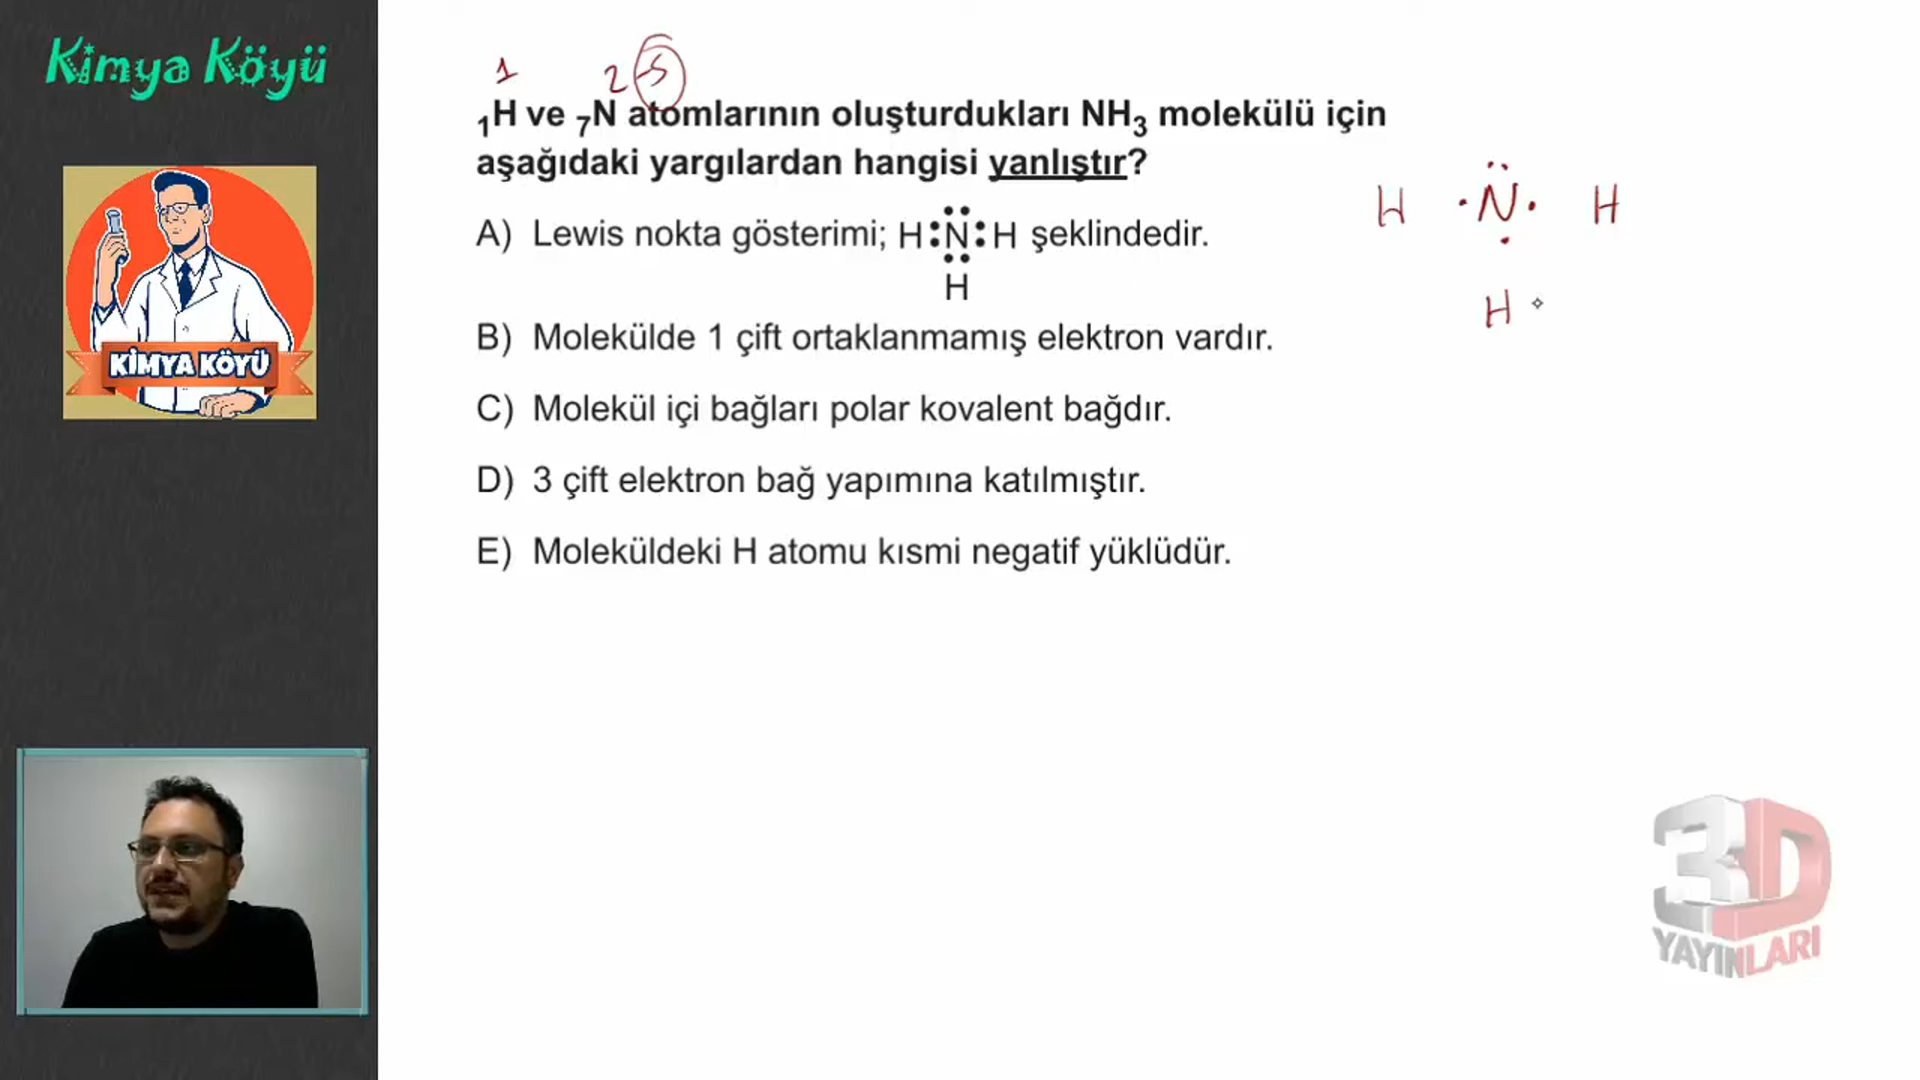 Kimya Köyü
KİMYA KÖYÜ
1 2 5
₁H ve ₇N atomlarının oluşturdukları NH₃ molekülü için
aşağıdaki yargılardan hangisi yanlıştır?
A) Lewis nokta gösterimi; H:N:H şeklindedir.
H
B) Molekülde 1 çift ortaklanmamış elektron vardır.
C) Molekül içi bağları polar kovalent bağdır.
D) 3 çift elektron bağ yapımına katılmıştır.
E) Moleküldeki H atomu kısmi negatif yüklüdür.
H ·N· H
H
3D
YAYINLARI